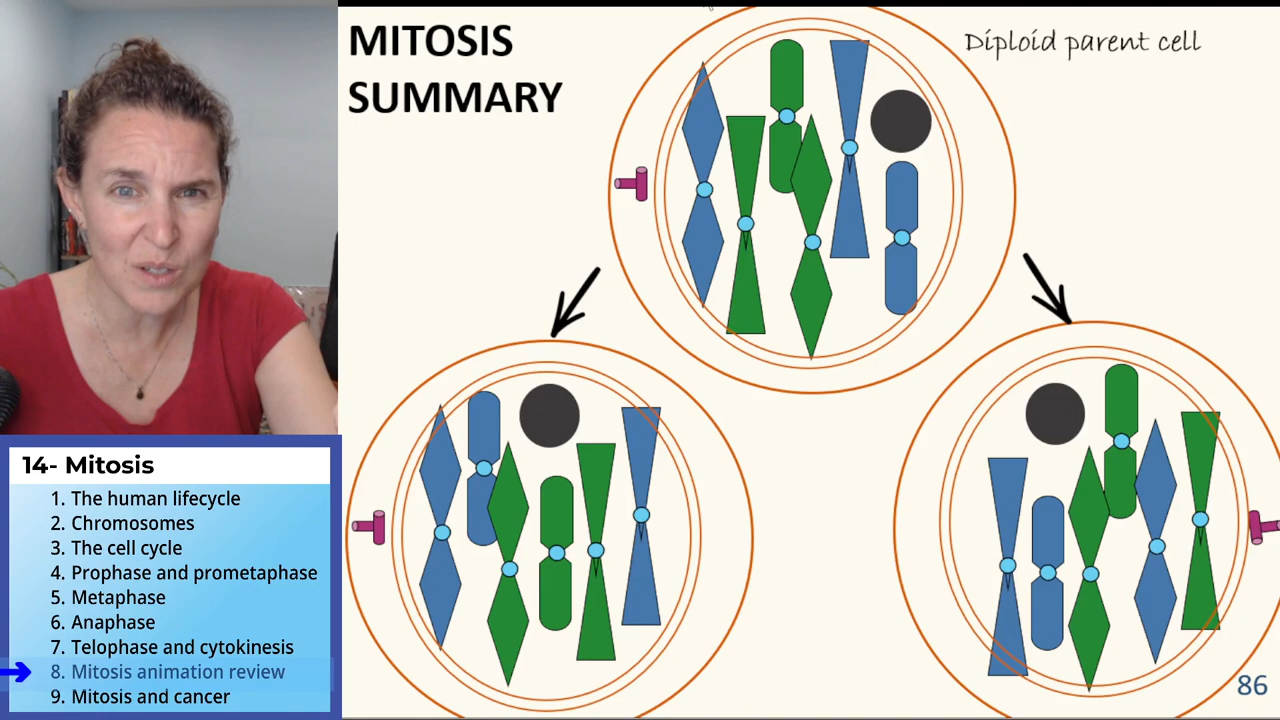 MITOSIS
SUMMARY
Diploid parent cell
14- Mitosis
1. The human lifecycle
2. Chromosomes
3. The cell cycle
4. Prophase and prometaphase
5. Metaphase
6. Anaphase
7. Telophase and cytokinesis
8. Mitosis animation review
9. Mitosis and cancer
86